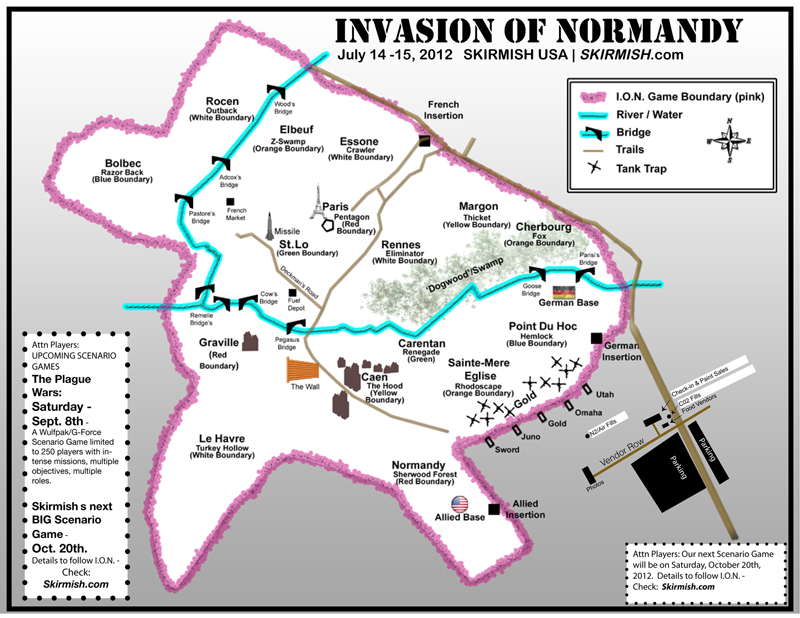 INVASION OF NORMANDY
July 14 -15, 2012 SKIRMISH USA | SKIRMISH.com
I.O.N. Game Boundary (pink)
River / Water
Bridge
Trails
Tank Trap
N
W
E
S
French
Insertion
Rocen
Outback
(White Boundary)
Wood's
Bridge
Elbeuf
Z-Swamp
(Orange Boundary)
Essone
Crawler
(White Boundary)
Bolbec
Razor Back
(Blue Boundary)
Adcox's
Bridge
Pastore's
Bridge
French
Market
Missile
Paris
Pentagon
(Red
Boundary)
St.Lo
(Green Boundary)
Margon
Thicket
(Yellow Boundary)
Cherbourg
Fox
(Orange Boundary)
Rennes
Eliminator
(White Boundary)
'Dogwood'/Swamp
Parisi's
Bridge
Goose
Bridge
German Base
Deckman's Road
Remelle
Bridge's
Cow's
Bridge
Fuel
Depot
Pegasus
Bridge
Graville
(Red
Boundary)
The Wall
Carentan
Renegade
(Green)
Point Du Hoc
Hemlock
(Blue Boundary)
German
Insertion
Caen
The Hood
(Yellow
Boundary)
Sainte-Mere
Eglise
Rhodoscape
(Orange Boundary)
Gold
Utah
Omaha
Gold
Juno
Sword
Le Havre
Turkey Hollow
(White Boundary)
Normandy
Sherwood Forest
(Red Boundary)
Allied Base
Allied
Insertion
Check-in & Paint Sales
C02 Fills
Food Vendors
N2/Air Fills
Vendor Row
Photos
Parking
Parking
Attn Players:
UPCOMING SCENARIO
GAMES
The Plague
Wars:
Saturday -
Sept. 8th -
A Wulfpak/G-Force
Scenario Game limited
to 250 players with in-
tense missions, multiple
objectives, multiple
roles.
Skirmish s next
BIG Scenario
Game -
Oct. 20th.
Details to follow I.O.N. -
Check:
Skirmish.com
Attn Players: Our next Scenario Game
will be on Saturday, October 20th,
2012. Details to follow I.O.N. -
Check: Skirmish.com